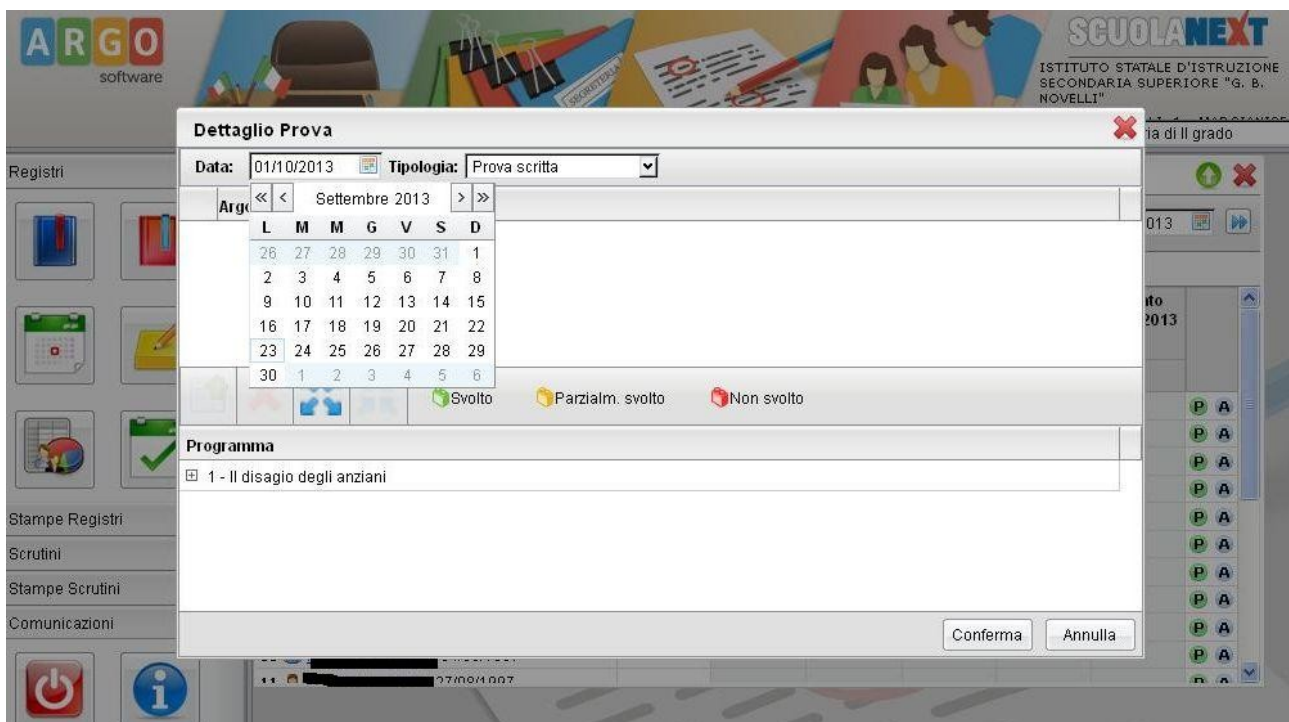 ARGO
software
SEGRETERIA
SCUOLANEXT
ISTITUTO STATALE D'ISTRUZIONE
SECONDARIA SUPERIORE "G. B.
NOVELLI"
Dettaglio Prova
ria di II grado
Registri
Data: 01/10/2013 Tipologia: Prova scritta
« < Settembre 2013 > »
Argo
013
L M M G V S D
26 27 28 29 30 31 1
2 3 4 5 6 7 8
9 10 11 12 13 14 15
16 17 18 19 20 21 22
23 24 25 26 27 28 29
30 1 2 3 4 5 6
ito
2013
Svolto Parzialm. svolto Non svolto
Programma
1 - Il disagio degli anziani
P A
P A
P A
P A
P A
P A
P A
P A
P A
P A
Stampe Registri
Scrutini
Stampe Scrutini
Comunicazioni
Conferma Annulla
11 27/08/1997